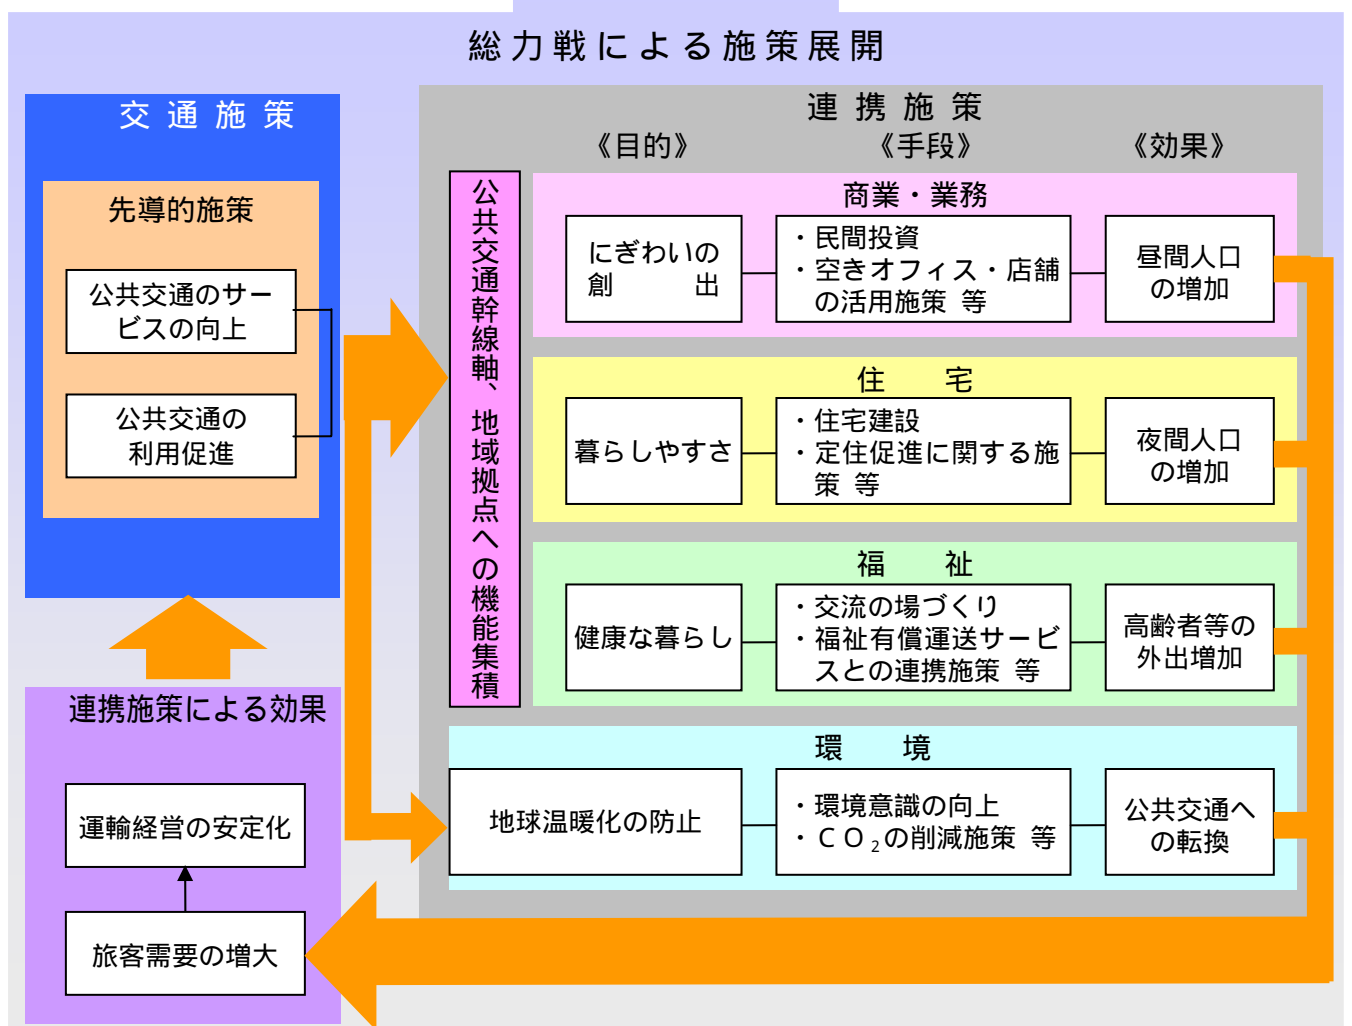 総力戦による施策展開
交通施策
先導的施策
公共交通のサー
ビスの向上
公共交通の
利用促進
連携施策による効果
運輸経営の安定化
旅客需要の増大
連携施策
《目的》 《手段》 《効果》
公共交通幹線軸、地域拠点への機能集積
商業・業務
にぎわいの
創 出
・民間投資
・空きオフィス・店舗
の活用施策 等
昼間人口
の増加
住 宅
暮らしやすさ
・住宅建設
・定住促進に関する施
策 等
夜間人口
の増加
福 祉
健康な暮らし
・交流の場づくり
・福祉有償運送サービ
スとの連携施策 等
高齢者等の
外出増加
環 境
地球温暖化の防止
・環境意識の向上
・ＣＯ₂の削減施策 等
公共交通へ
の転換